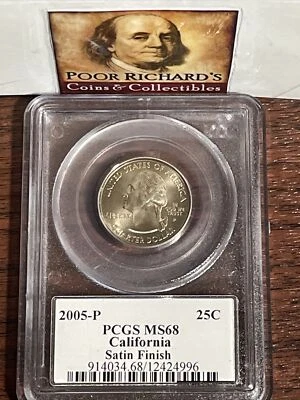 POOR RICHARD'S
Coins & Collectibles
UNITED STATES OF AMERICA
LIBERTY
IN
GOD WE
TRUST
P
QUARTER DOLLAR
2005-P 25C
PCGS MS68
California
Satin Finish
914034.68/12424996